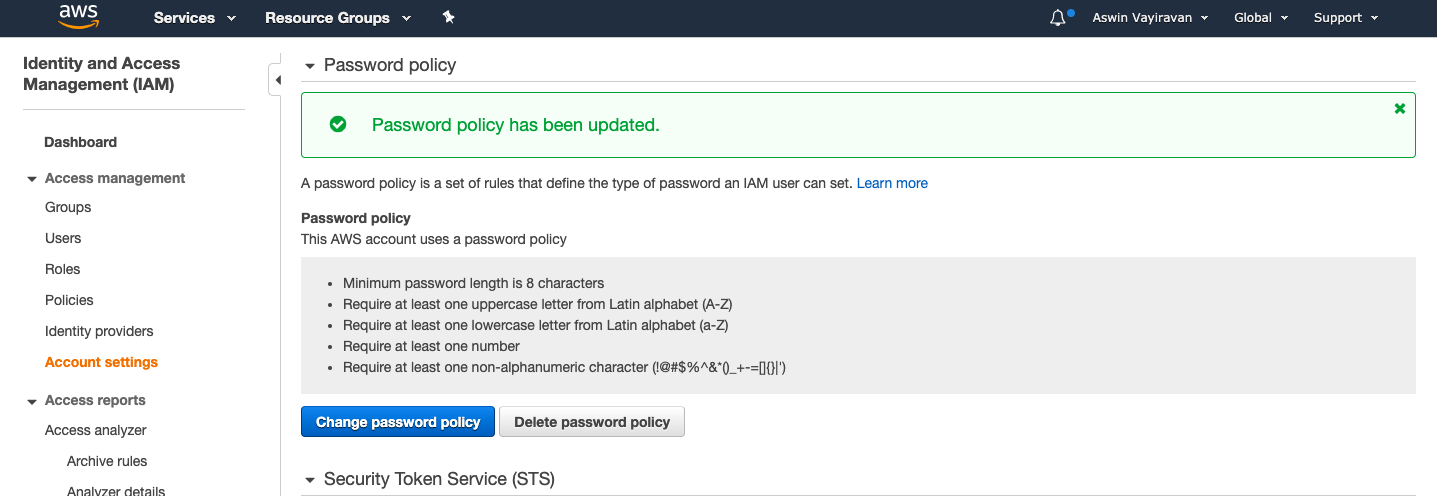 aws Services Resource Groups Aswin Vayiravan Global Support
Identity and Access
Management (IAM)
Dashboard
Access management
Groups
Users
Roles
Policies
Identity providers
Account settings
Access reports
Access analyzer
Archive rules
Analyzer details
Password policy
Password policy has been updated.
A password policy is a set of rules that define the type of password an IAM user can set. Learn more
Password policy
This AWS account uses a password policy
• Minimum password length is 8 characters
• Require at least one uppercase letter from Latin alphabet (A-Z)
• Require at least one lowercase letter from Latin alphabet (a-Z)
• Require at least one number
• Require at least one non-alphanumeric character (!@#$%^&*()_+-=[]{}|')
Change password policy Delete password policy
Security Token Service (STS)